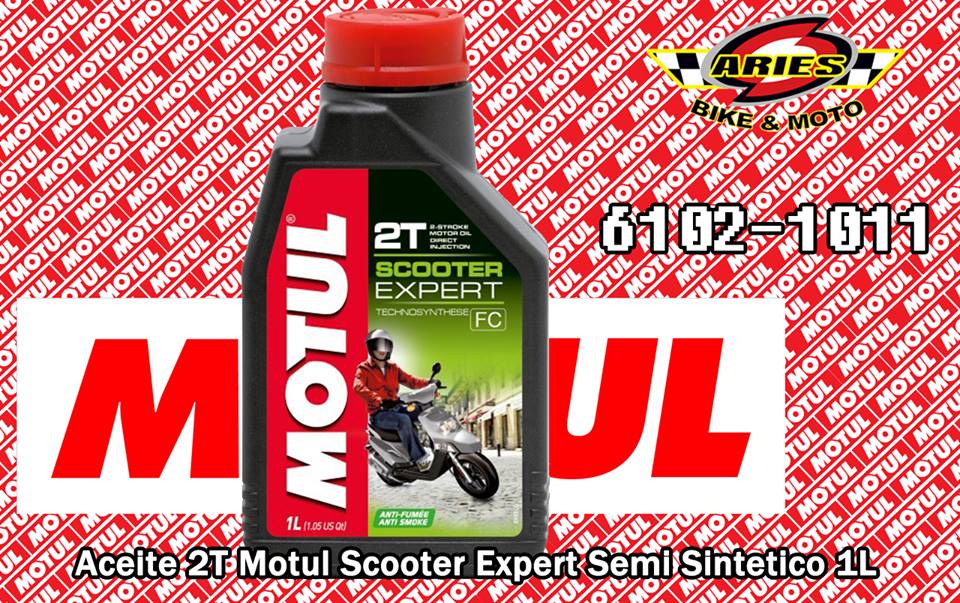 ARIES
BIKE & MOTO
6102-1011
MOTUL
2T
2-STROKE
MOTOR OIL
DIRECT
INJECTION
SCOOTER
EXPERT
TECHNOSYNTHESE FC
MOTUL®
ANTI-FUMÉE
ANTI SMOKE
1L (1.05 US Qt)
M UL
Aceite 2T Motul Scooter Expert Semi Sintetico 1L